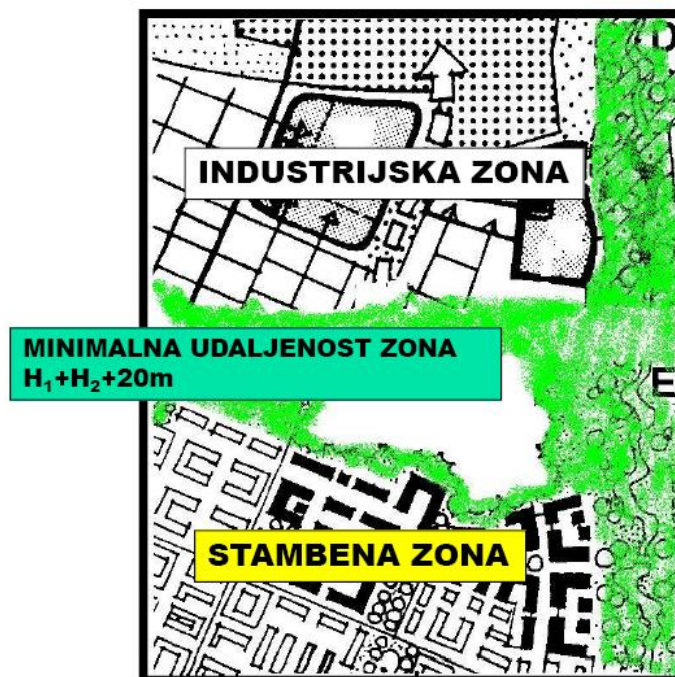 INDUSTRIJSKA ZONA
MINIMALNA UDALJENOST ZONA
H₁+H₂+20m
E
STAMBENA ZONA